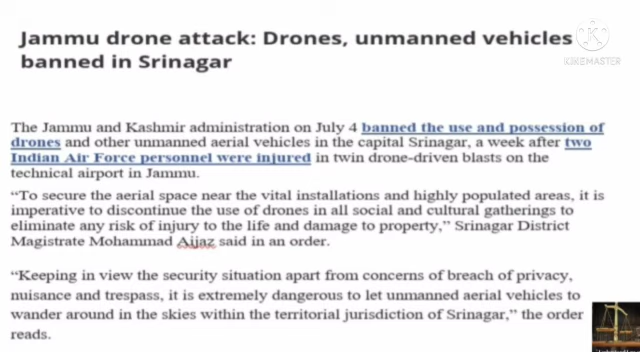 Jammu drone attack: Drones, unmanned vehicles
banned in Srinagar
KINEMASTER
The Jammu and Kashmir administration on July 4 banned the use and possession of
drones and other unmanned aerial vehicles in the capital Srinagar, a week after two
Indian Air Force personnel were injured in twin drone-driven blasts on the
technical airport in Jammu.
“To secure the aerial space near the vital installations and highly populated areas, it is
imperative to discontinue the use of drones in all social and cultural gatherings to
eliminate any risk of injury to the life and damage to property,” Srinagar District
Magistrate Mohammad Aijaz said in an order.
“Keeping in view the security situation apart from concerns of breach of privacy,
nuisance and trespass, it is extremely dangerous to let unmanned aerial vehicles to
wander around in the skies within the territorial jurisdiction of Srinagar,” the order
reads.